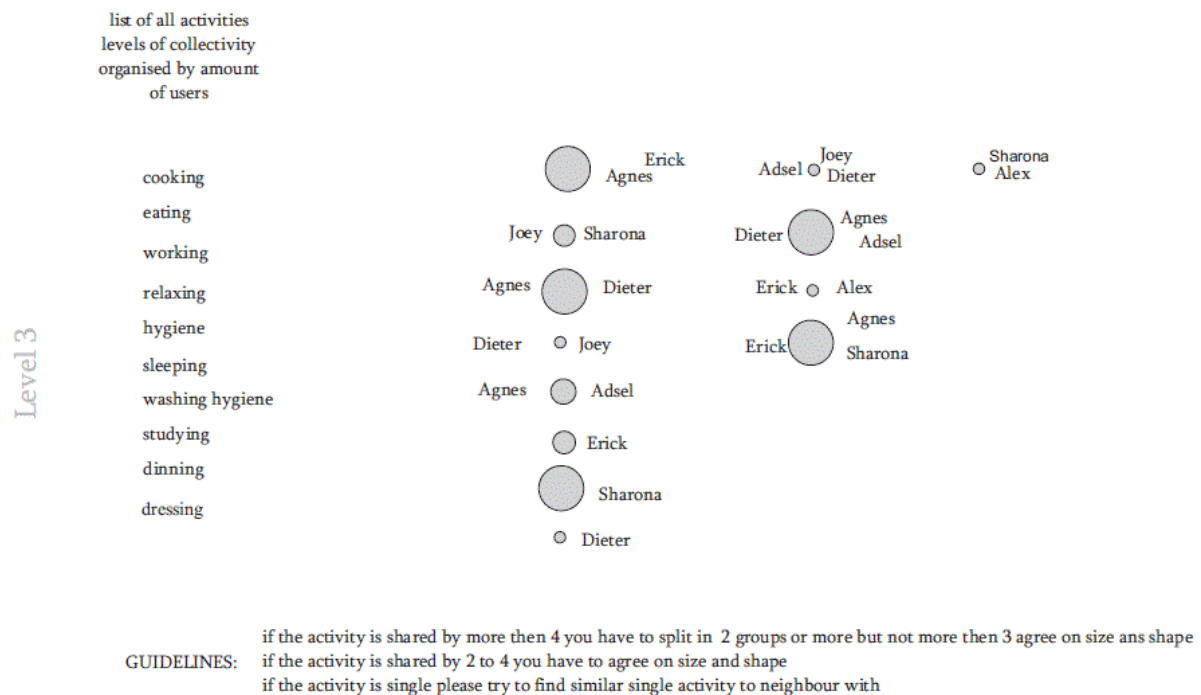 list of all activities
levels of collectivity
organised by amount
of users
Level 3
cooking
eating
working
relaxing
hygiene
sleeping
washing hygiene
studying
dinning
dressing
Erick
Agnes
Joey
Adsel Dieter
Sharona
Alex
Joey Sharona
Agnes
Dieter
Adsel
Agnes Dieter
Erick Alex
Dieter Joey
Agnes
Erick
Sharona
Agnes Adsel
Erick
Sharona
Dieter
GUIDELINES:
if the activity is shared by more then 4 you have to split in 2 groups or more but not more then 3 agree on size ans shape
if the activity is shared by 2 to 4 you have to agree on size and shape
if the activity is single please try to find similar single activity to neighbour with